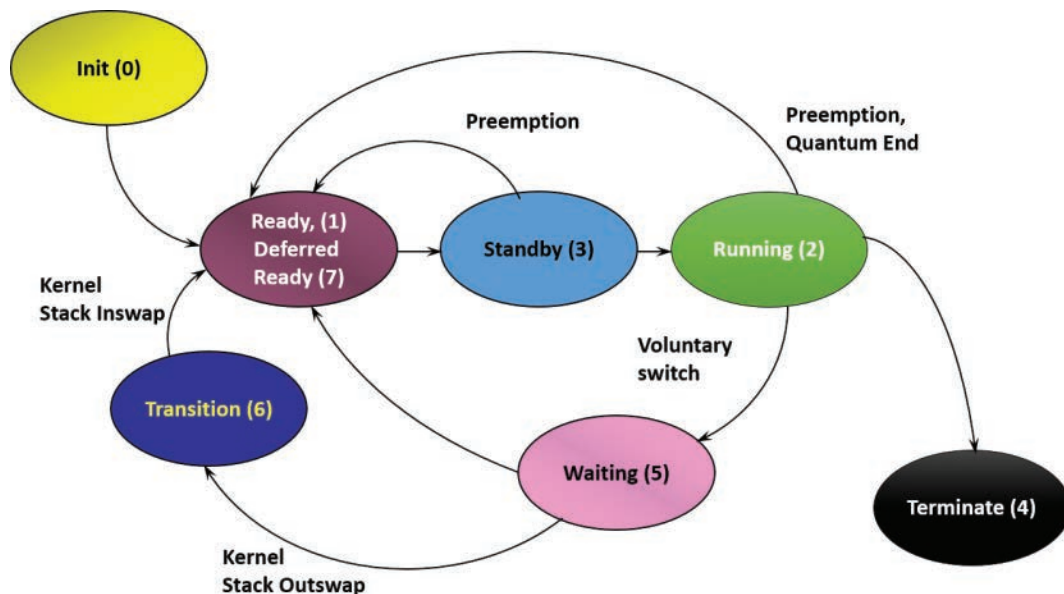 Init (0)
Preemption
Preemption,
Quantum End
Ready, (1)
Deferred
Ready (7)
Standby (3)
Running (2)
Kernel
Stack Inswap
Voluntary
switch
Transition (6)
Waiting (5)
Terminate (4)
Kernel
Stack Outswap